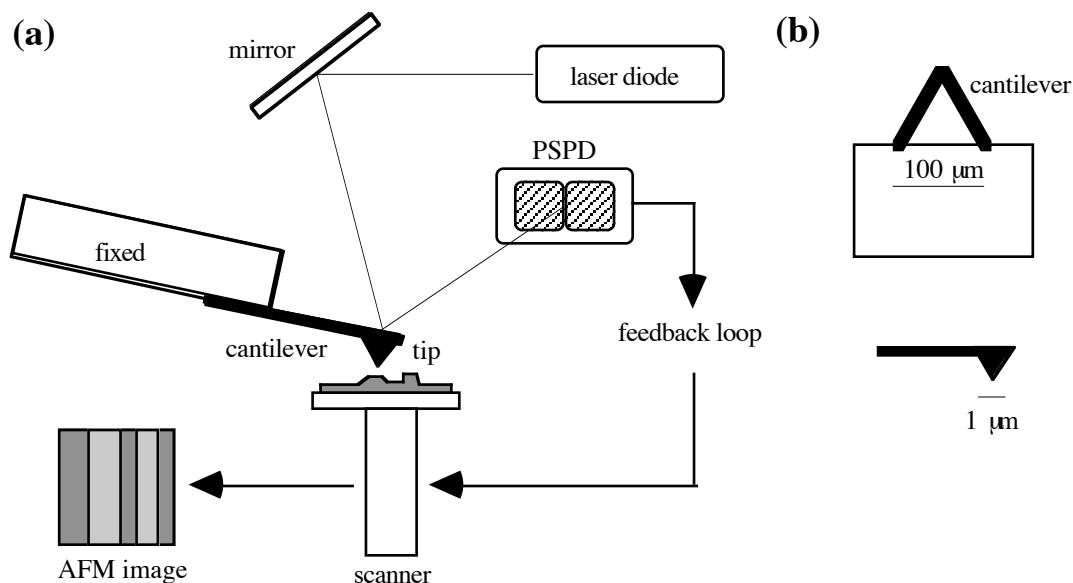 (a)
mirror
laser diode
PSPD
fixed
cantilever
tip
feedback loop
AFM image
scanner
(b)
cantilever
100 µm
1 µm